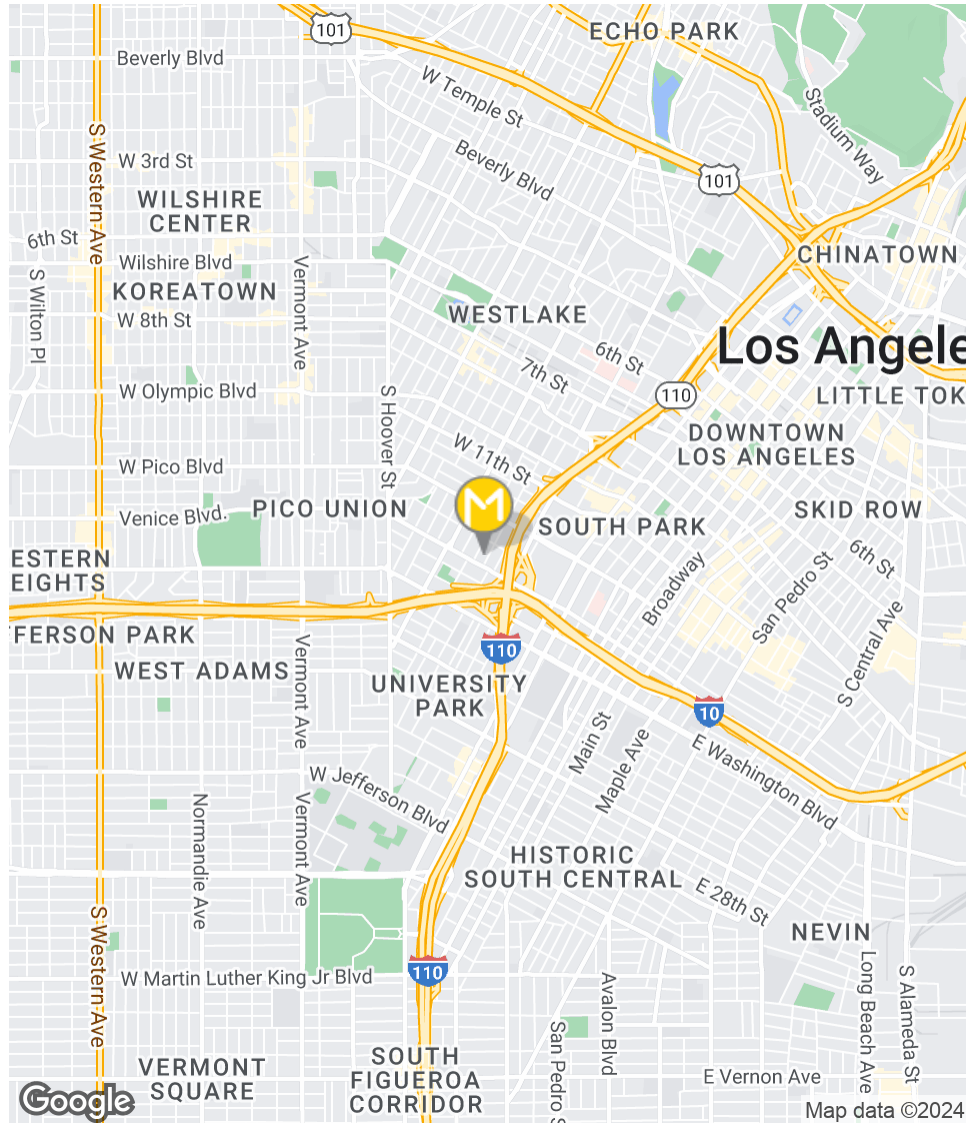 101
ECHO PARK
Beverly Blvd
W Temple St
Stadium Way
S Western Ave
W 3rd St
Beverly Blvd
101
WILSHIRE
CENTER
6th St
CHINATOWN
Wilshire Blvd
S Wilton Pl
Vermont Ave
KOREATOWN
WESTLAKE
W 8th St
6th St
Los Angele
7th St
W Olympic Blvd
S Hoover St
110
LITTLE TOK
DOWNTOWN
LOS ANGELES
W 11th St
W Pico Blvd
M
PICO UNION
Venice Blvd.
SOUTH PARK
SKID ROW
6th St
ESTERN
EIGHTS
Broadway
San Pedro St
S Central Ave
FFERSON PARK
Vermont Ave
110
WEST ADAMS
UNIVERSITY
PARK
10
Main St
Maple Ave
E Washington Blvd
W Jefferson Blvd
Normandie Ave
Vermont Ave
HISTORIC
SOUTH CENTRAL
E 28th St
S Western Ave
NEVIN
110
W Martin Luther King Jr Blvd
Avalon Blvd
Long Beach Ave
S Alameda St
San Pedro S
VERMONT
SQUARE
SOUTH
FIGUEROA
CORRIDOR
E Vernon Ave
Google
Map data ©2024